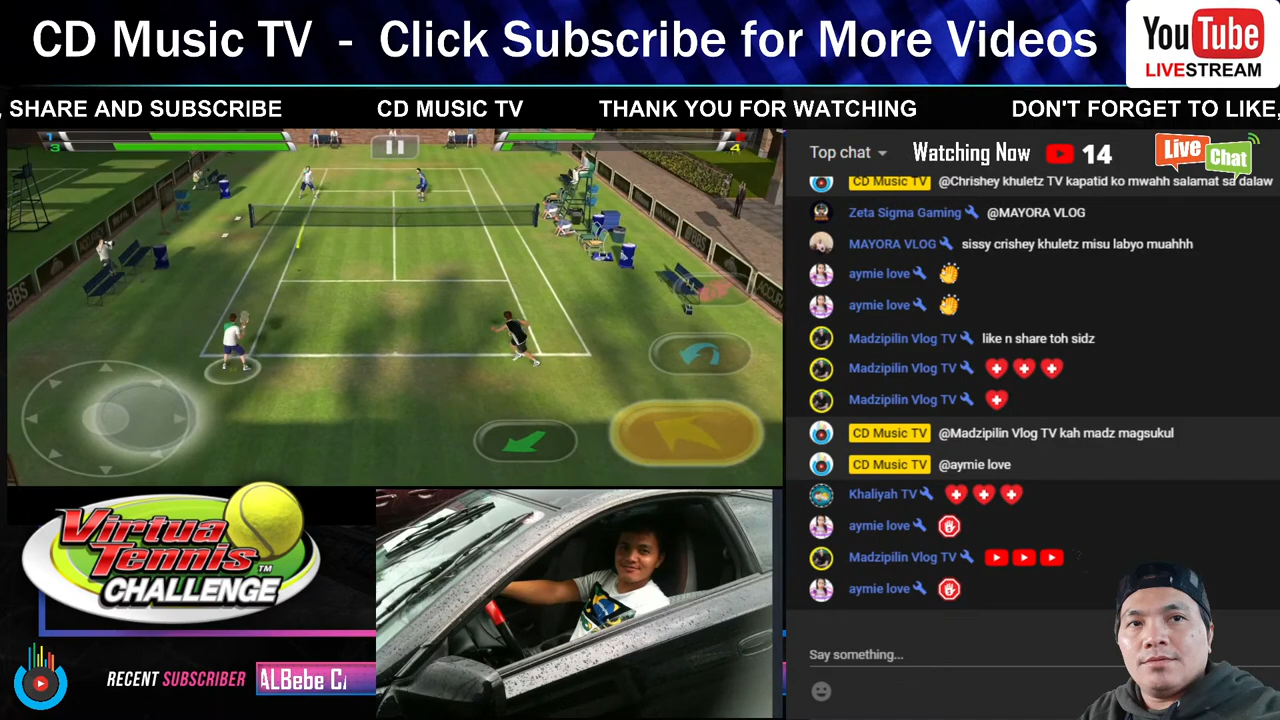 CD Music TV - Click Subscribe for More Videos
YouTube
LIVESTREAM
, SHARE AND SUBSCRIBE CD MUSIC TV THANK YOU FOR WATCHING DON'T FORGET TO LIKE,
1
3
4
Top chat
Watching Now 14
Live Chat
CD Music TV @Chrishey khuletz TV kapatid ko mwahh salamat sa dalaw
Zeta Sigma Gaming @MAYORA VLOG
MAYORA VLOG sissy crishey khuletz misu labyo muahhh
aymie love
aymie love
Madzipilin Vlog TV like n share toh sidz
Madzipilin Vlog TV
Madzipilin Vlog TV
CD Music TV @Madzipilin Vlog TV kah madz magsukul
CD Music TV @aymie love
Khaliyah TV
aymie love
Madzipilin Vlog TV
aymie love
Say something...
Virtua Tennis™
CHALLENGE
RECENT SUBSCRIBER ALBebe